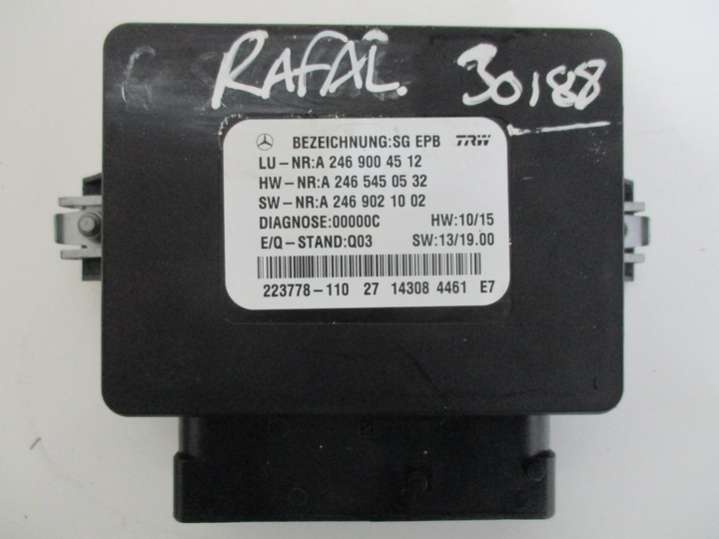 RAFAL. 30188
BEZEICHNUNG:SG EPB TRW
LU-NR:A 246 900 45 12
HW-NR:A 246 545 05 32
SW-NR:A 246 902 10 02
DIAGNOSE:00000C HW:10/15
E/Q-STAND:Q03 SW:13/19.00
223778-110 27 14308 4461 E7